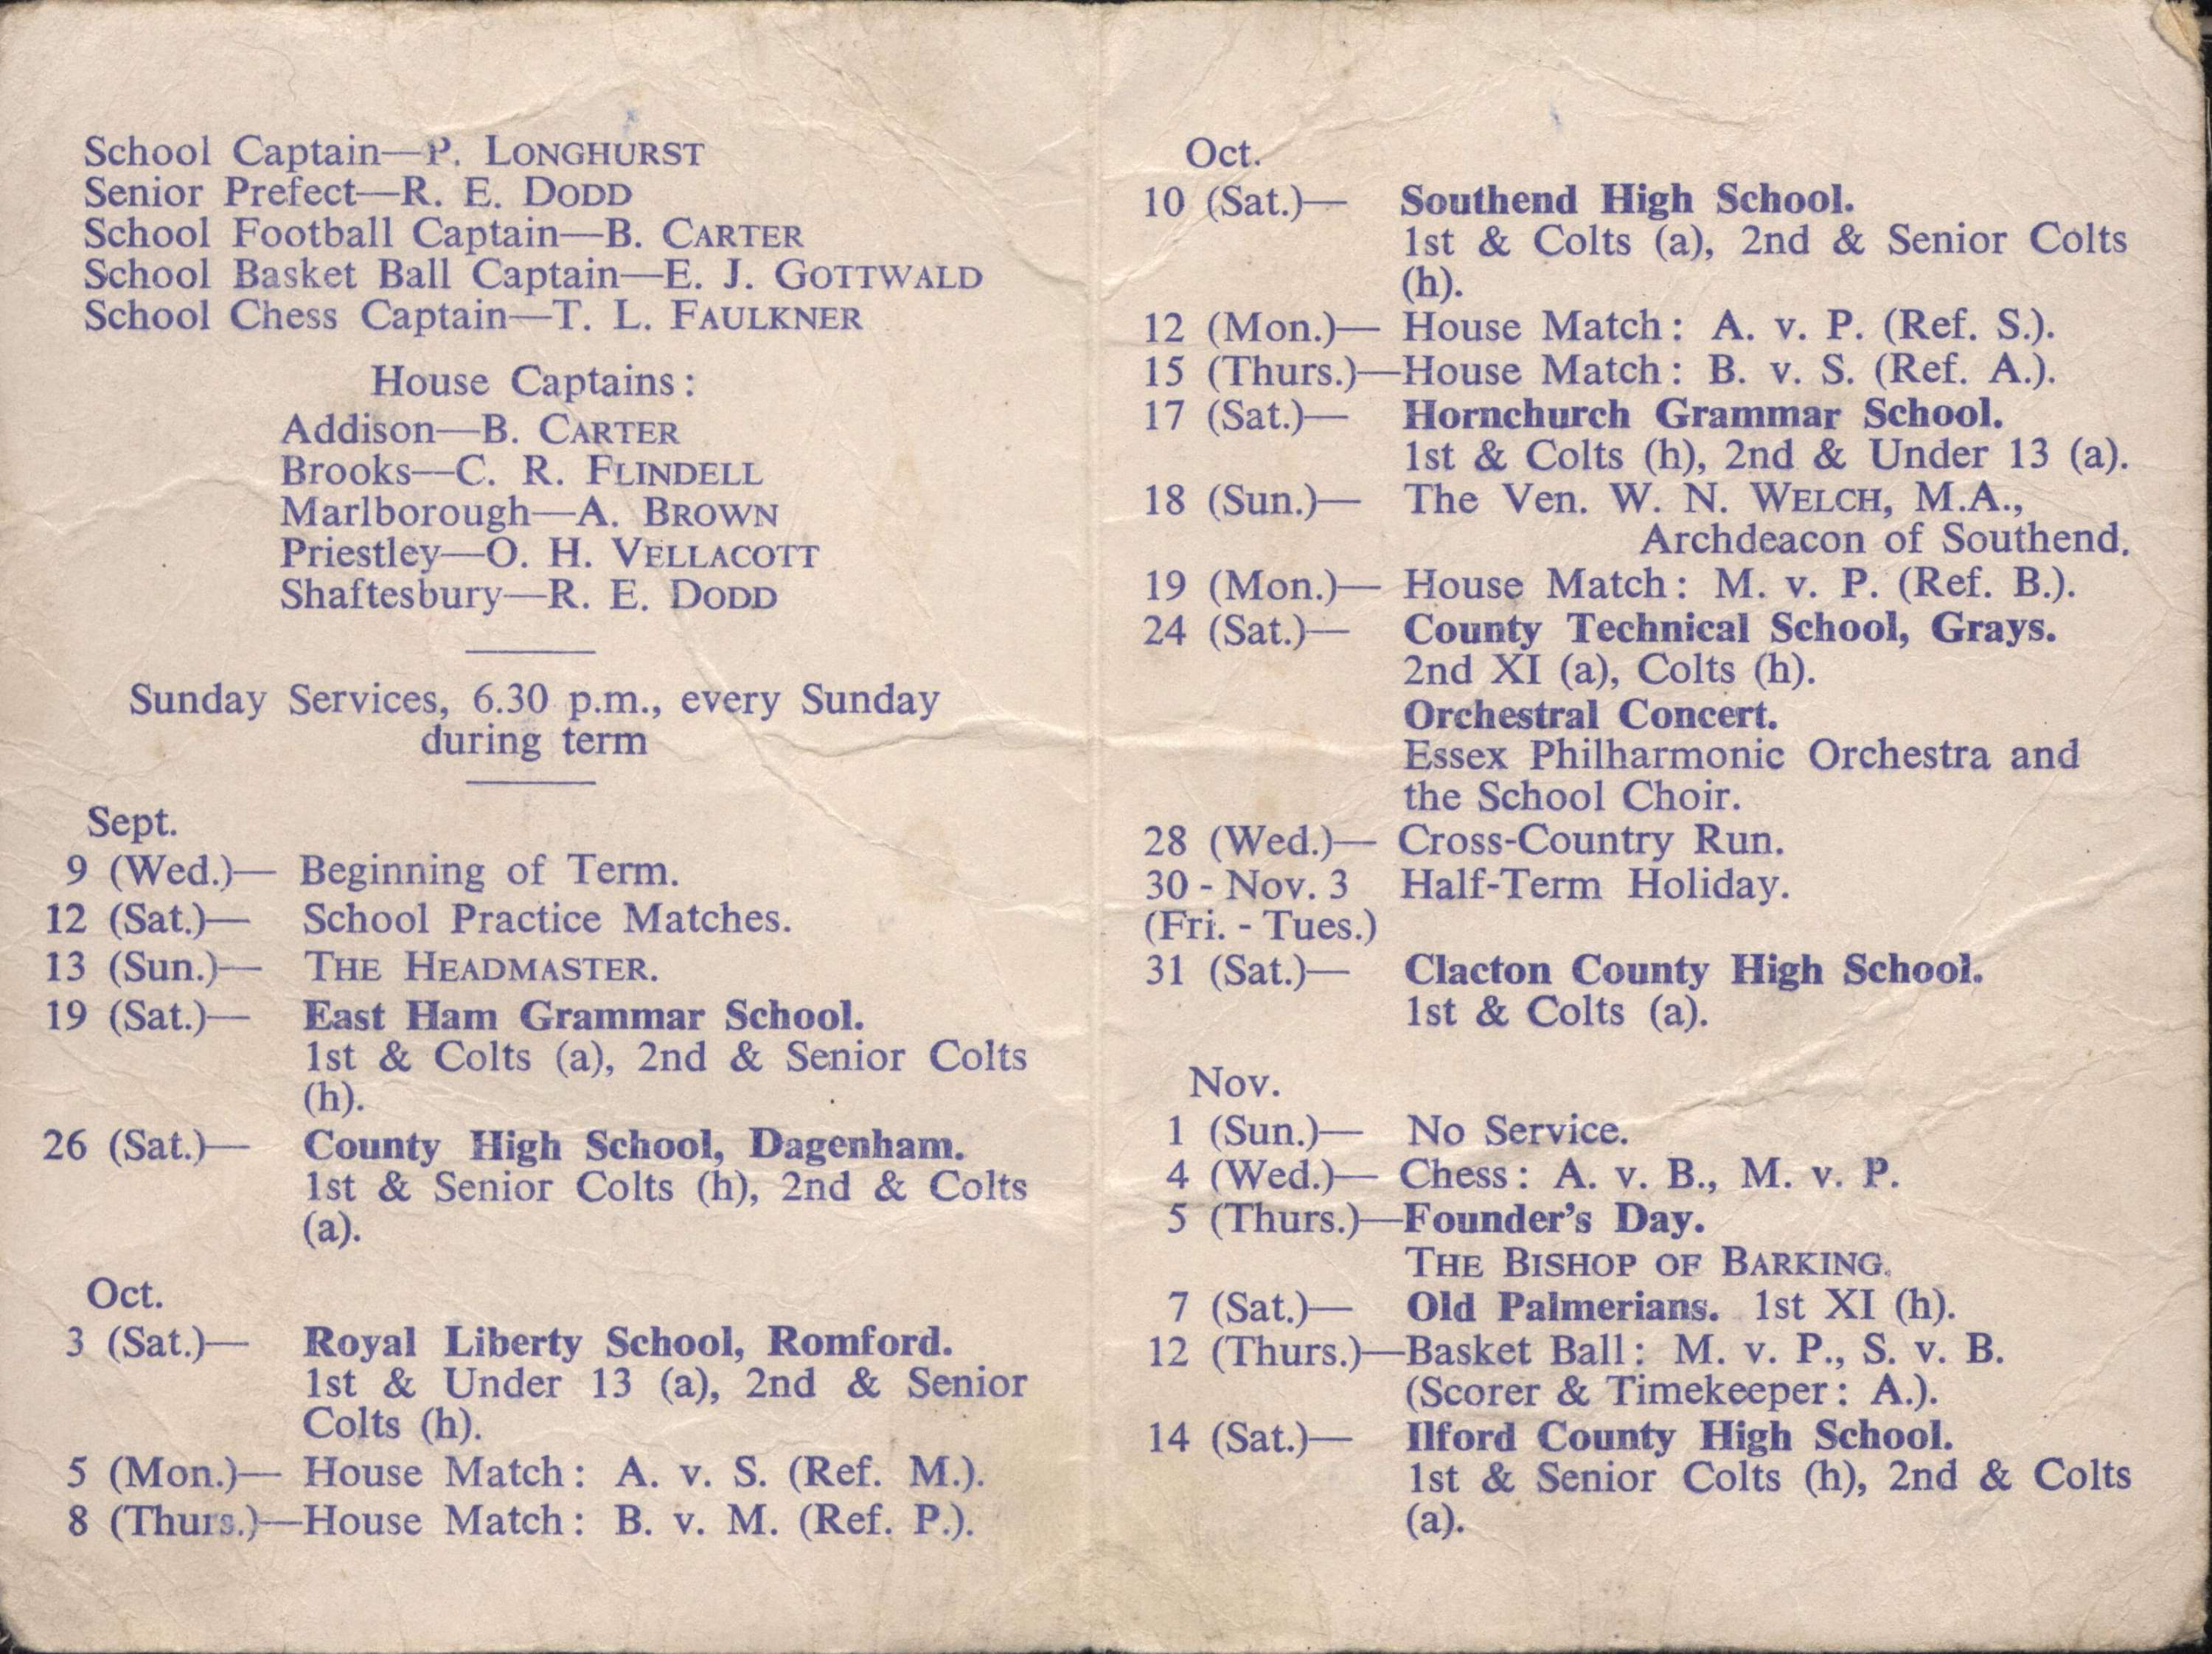 School Captain—P. LONGHURST
Senior Prefect—R. E. DODD
School Football Captain—B. CARTER
School Basket Ball Captain—E. J. GOTTWALD
School Chess Captain—T. L. FAULKNER
House Captains:
Addison—B. CARTER
Brooks—C. R. FLINDELL
Marlborough—A. BROWN
Priestley—O. H. VELLACOTT
Shaftesbury—R. E. DODD
Sunday Services, 6.30 p.m., every Sunday
during term
Sept.
9 (Wed.)— Beginning of Term.
12 (Sat.)— School Practice Matches.
13 (Sun.)— THE HEADMASTER.
19 (Sat.)— East Ham Grammar School.
1st & Colts (a), 2nd & Senior Colts
(h).
26 (Sat.)— County High School, Dagenham.
1st & Senior Colts (h), 2nd & Colts
(a).
Oct.
3 (Sat.)— Royal Liberty School, Romford.
1st & Under 13 (a), 2nd & Senior
Colts (h).
5 (Mon.)— House Match: A. v. S. (Ref. M.).
8 (Thurs.)—House Match: B. v. M. (Ref. P.).
Oct.
10 (Sat.)— Southend High School.
1st & Colts (a), 2nd & Senior Colts
(h).
12 (Mon.)— House Match: A. v. P. (Ref. S.).
15 (Thurs.)—House Match: B. v. S. (Ref. A.).
17 (Sat.)— Hornchurch Grammar School.
1st & Colts (h), 2nd & Under 13 (a).
18 (Sun.)— The Ven. W. N. WELCH, M.A.,
Archdeacon of Southend.
19 (Mon.)— House Match: M. v. P. (Ref. B.).
24 (Sat.)— County Technical School, Grays.
2nd XI (a), Colts (h).
Orchestral Concert.
Essex Philharmonic Orchestra and
the School Choir.
28 (Wed.)— Cross-Country Run.
30 - Nov. 3 Half-Term Holiday.
(Fri. - Tues.)
31 (Sat.)— Clacton County High School.
1st & Colts (a).
Nov.
1 (Sun.)— No Service.
4 (Wed.)— Chess: A. v. B., M. v. P.
5 (Thurs.)—Founder's Day.
THE BISHOP OF BARKING.
7 (Sat.)— Old Palmerians. 1st XI (h).
12 (Thurs.)—Basket Ball: M. v. P., S. v. B.
(Scorer & Timekeeper: A.).
14 (Sat.)— Ilford County High School.
1st & Senior Colts (h), 2nd & Colts
(a).